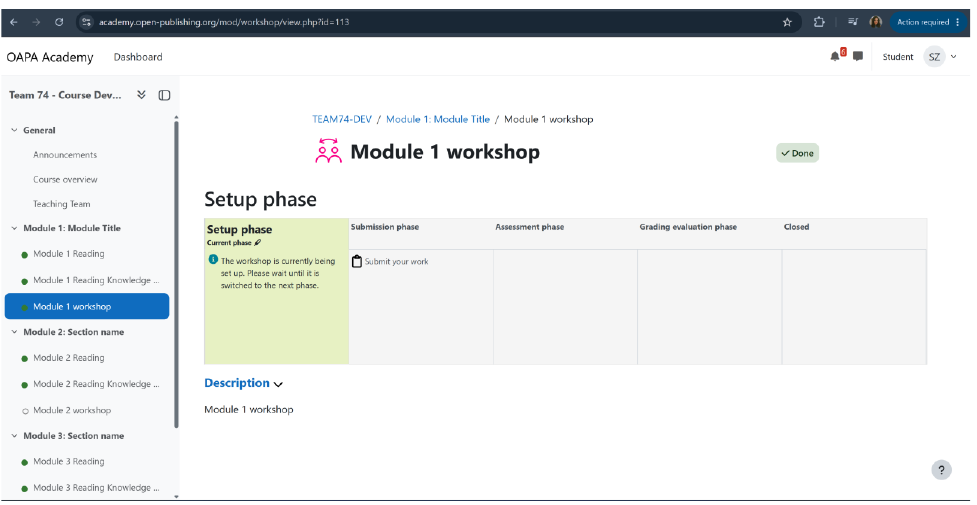 academy.open-publishing.org/mod/workshop/view.php?id=113
Action required
OAPA Academy
Dashboard
6
Student
SZ
Team 74 - Course Dev...
General
Announcements
Course overview
Teaching Team
Module 1: Module Title
Module 1 Reading
Module 1 Reading Knowledge ...
Module 1 workshop
Module 2: Section name
Module 2 Reading
Module 2 Reading Knowledge ...
Module 2 workshop
Module 3: Section name
Module 3 Reading
Module 3 Reading Knowledge ...
TEAM74-DEV / Module 1: Module Title / Module 1 workshop
Module 1 workshop
Done
Setup phase
Setup phase
Current phase
The workshop is currently being
set up. Please wait until it is
switched to the next phase.
Submission phase
Submit your work
Assessment phase
Grading evaluation phase
Closed
Description
Module 1 workshop
?